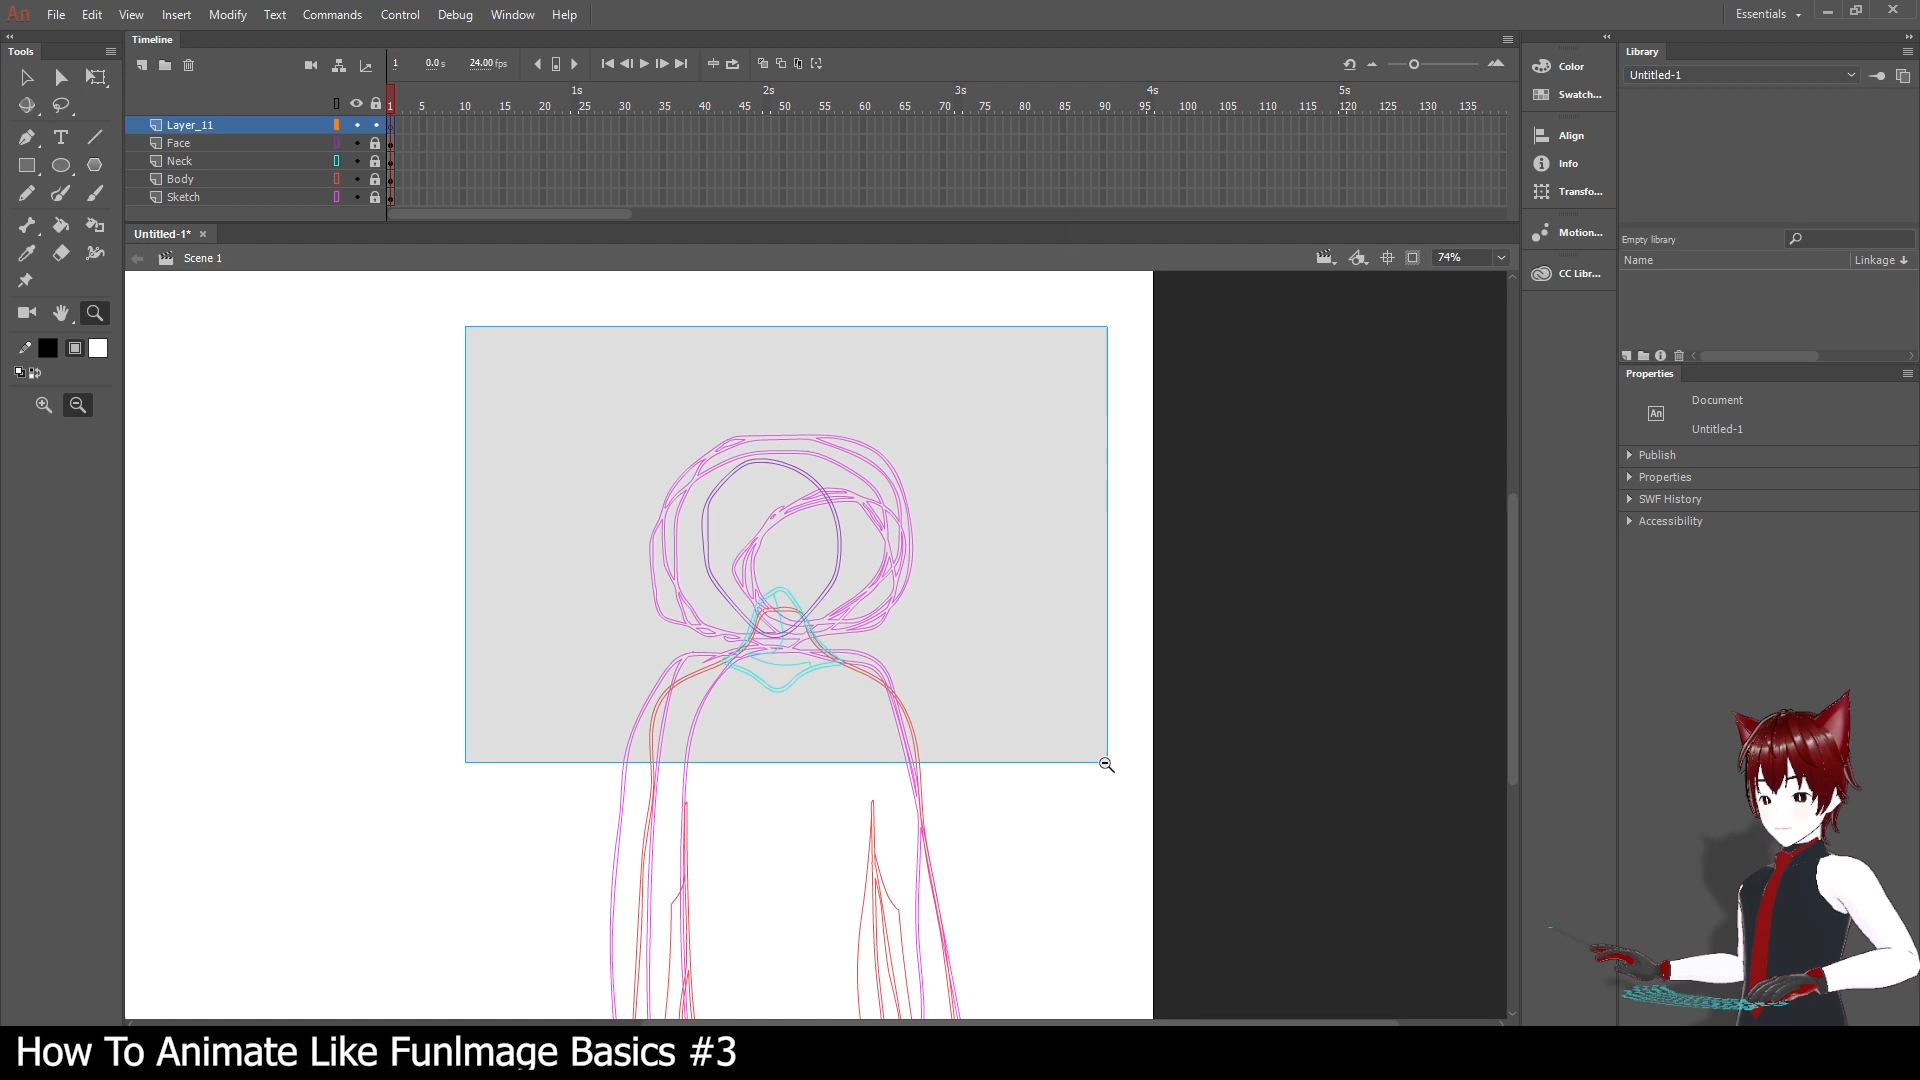 An File Edit View Insert Modify Text Commands Control Debug Window Help Essentials
Tools
Timeline
1 0.0 s 24.00 fps
1s 2s 3s 4s 5s
1 5 10 15 20 25 30 35 40 45 50 55 60 65 70 75 80 85 90 95 100 105 110 115 120 125 130 135
Layer_11
Face
Neck
Body
Sketch
Untitled-1*
Scene 1
74%
Color
Swatch...
Align
Info
Transfo...
Motion...
CC Libr...
Library
Untitled-1
Empty library
Name Linkage
Properties
An
Document
Untitled-1
Publish
Properties
SWF History
Accessibility
How To Animate Like FunImage Basics #3